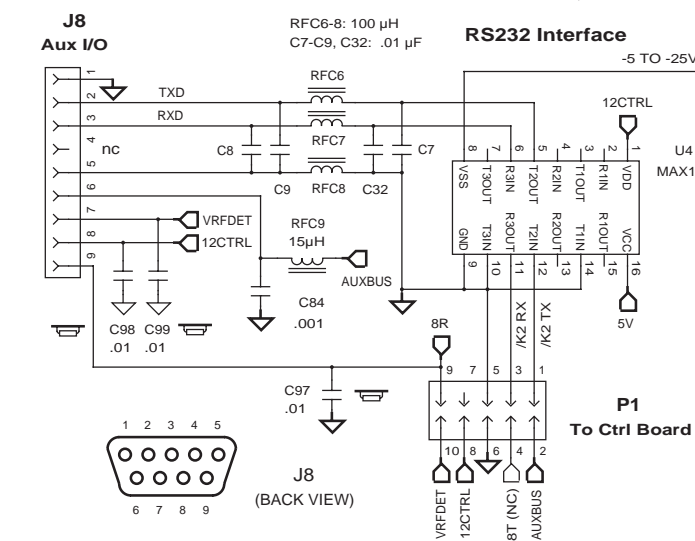 J8
Aux I/O
RFC6-8: 100 µH
C7-C9, C32: .01 µF
RS232 Interface
-5 TO -25V
1
2
3
4
5
6
7
8
9
TXD
RXD
nc
RFC6
RFC7
RFC8
C8
C9
C32
C7
12CTRL
U4
MAX1
8
7
6
5
4
3
2
1
VSS
T3OUT
R3IN
T2OUT
R2IN
T1OUT
R1IN
VDD
GND
T3IN
R3OUT
T2IN
R2OUT
T1IN
R1OUT
VCC
9
10
11
12
13
14
15
16
VRFDET
12CTRL
RFC9
15µH
AUXBUS
C84
.001
C98
.01
C99
.01
/K2 RX
/K2 TX
5V
8R
9
7
5
3
1
P1
To Ctrl Board
10
8
6
4
2
VRFDET
12CTRL
8T (NC)
AUXBUS
C97
.01
1 2 3 4 5
6 7 8 9
J8
(BACK VIEW)